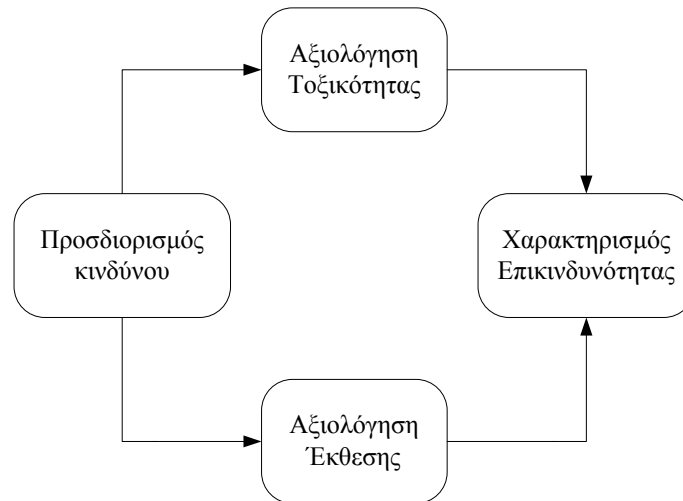 Αξιολόγηση
Τοξικότητας
Προσδιορισμός
κινδύνου
Χαρακτηρισμός
Επικινδυνότητας
Αξιολόγηση
Έκθεσης